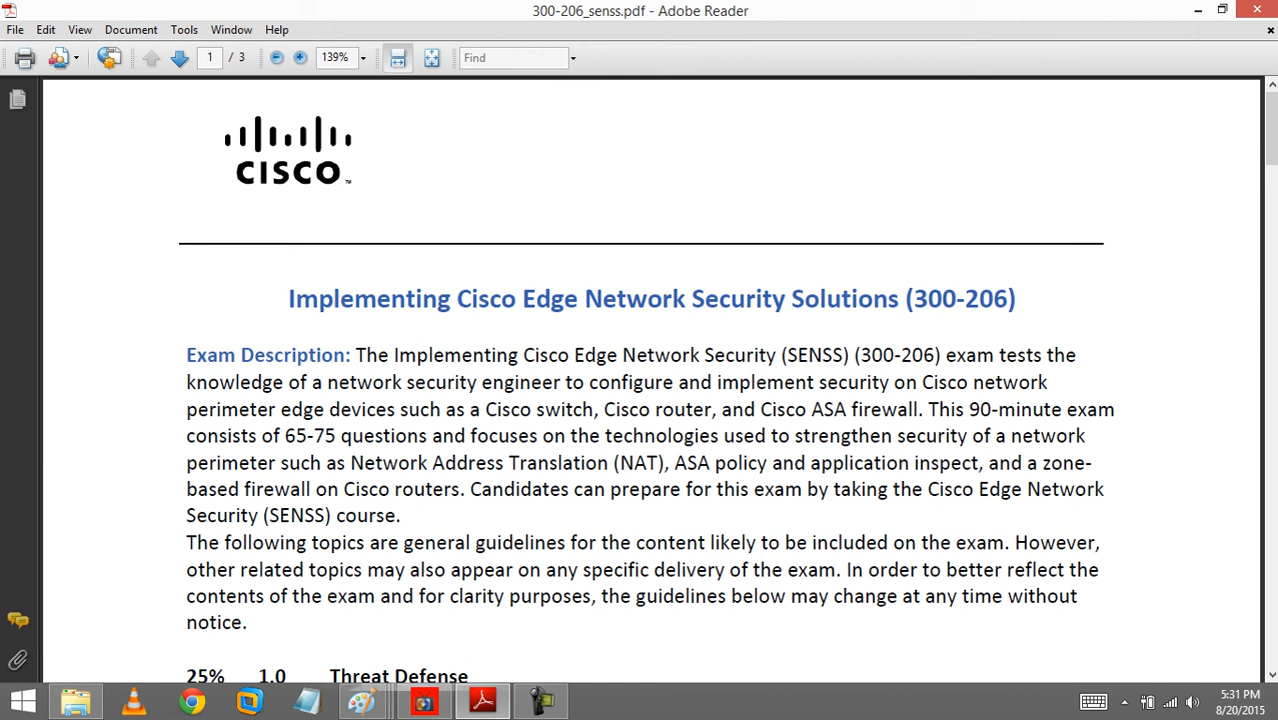 300-206_senss.pdf - Adobe Reader
File Edit View Document Tools Window Help
1 / 3 139% Find
CISCO
Implementing Cisco Edge Network Security Solutions (300-206)
Exam Description: The Implementing Cisco Edge Network Security (SENSS) (300-206) exam tests the
knowledge of a network security engineer to configure and implement security on Cisco network
perimeter edge devices such as a Cisco switch, Cisco router, and Cisco ASA firewall. This 90-minute exam
consists of 65-75 questions and focuses on the technologies used to strengthen security of a network
perimeter such as Network Address Translation (NAT), ASA policy and application inspect, and a zone-
based firewall on Cisco routers. Candidates can prepare for this exam by taking the Cisco Edge Network
Security (SENSS) course.
The following topics are general guidelines for the content likely to be included on the exam. However,
other related topics may also appear on any specific delivery of the exam. In order to better reflect the
contents of the exam and for clarity purposes, the guidelines below may change at any time without
notice.
25% 1.0 Threat Defense
5:31 PM
8/20/2015